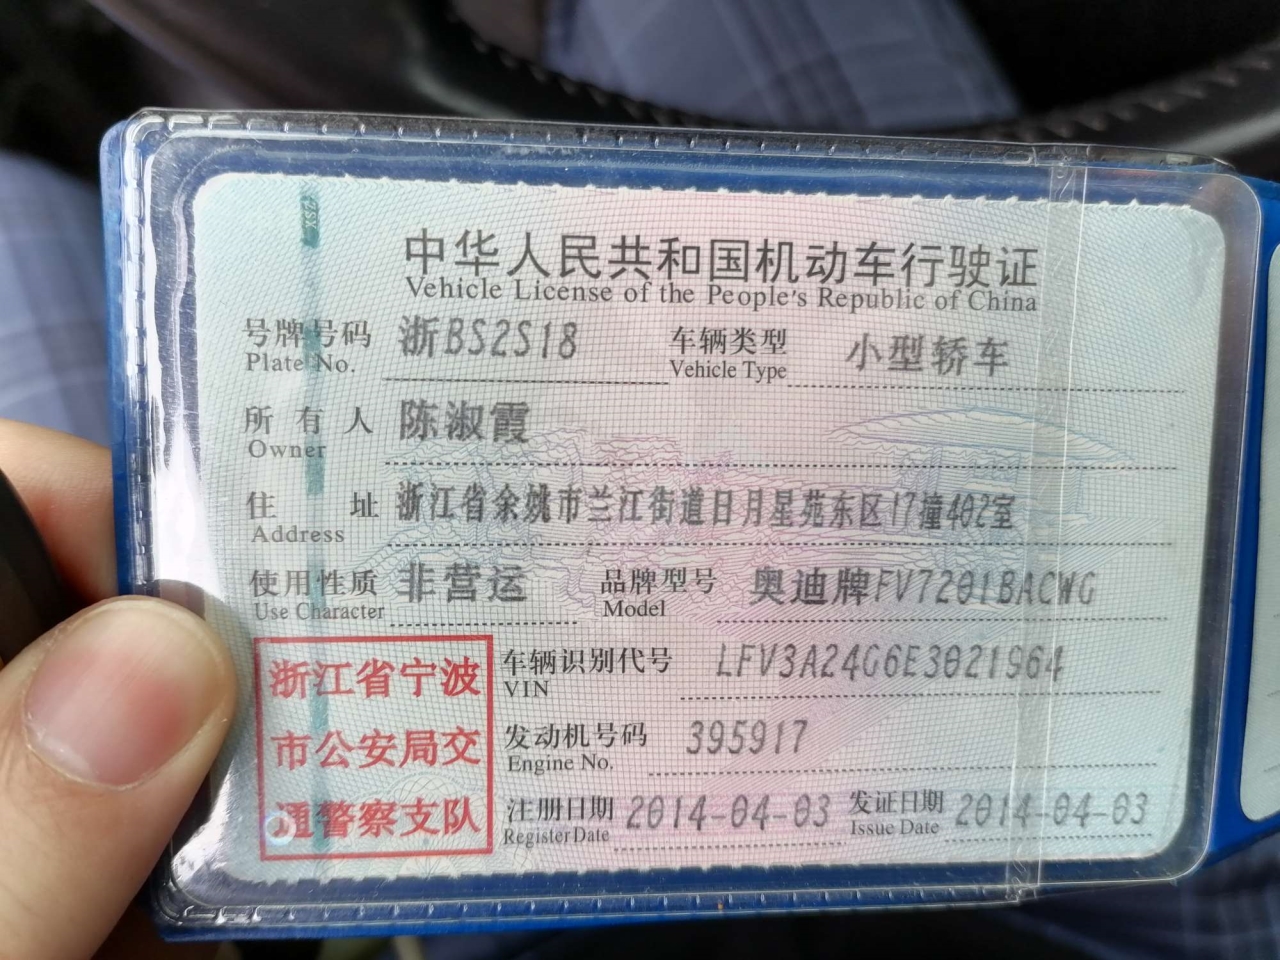 中华人民共和国机动车行驶证
Vehicle License of the People's Republic of China
号牌号码 浙BS2S18 车辆类型 小型轿车
Plate No. Vehicle Type
所有人 陈淑霞
Owner
住址 浙江省余姚市兰江街道日月星苑东区17撞402室
Address
使用性质 非营运 品牌型号 奥迪牌FV7201BACWG
Use Character Model
浙江省宁波
市公安局交
通警察支队
车辆识别代号 LFV3A24G6E3021964
VIN
发动机号码 395917
Engine No.
注册日期 2014-04-03 发证日期 2014-04-03
Register Date Issue Date